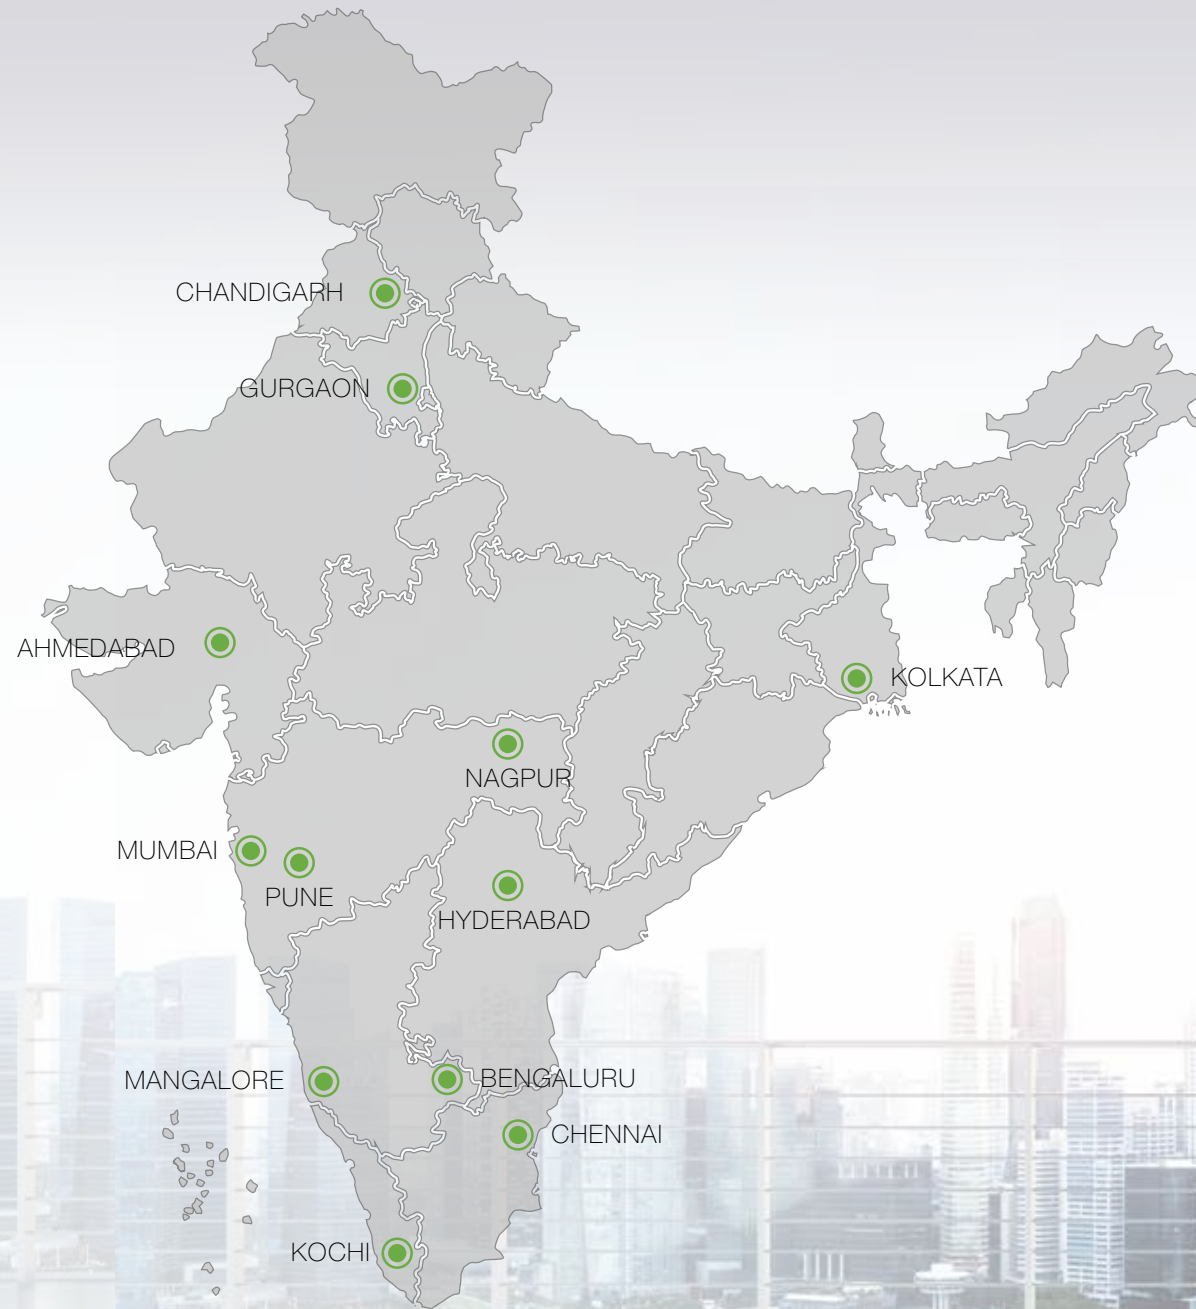 CHANDIGARH
GURGAON
AHMEDABAD
KOLKATA
NAGPUR
MUMBAI
PUNE
HYDERABAD
MANGALORE
BENGALURU
CHENNAI
KOCHI